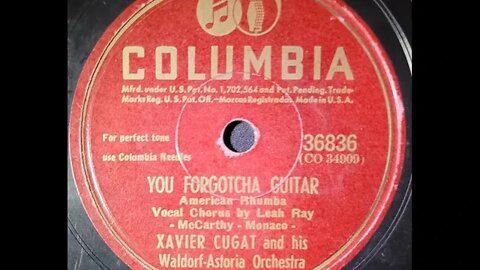 COLUMBIA
Mfrd. under U.S. Pat. No. 1,702,564 and Pat. Pending. Trade-
Marks Reg. U.S. Pat. Off.–Marcas Registradas. Made in U.S.A.
For perfect tone
use Columbia Needles
36836
(CO 34909)
YOU FORGOTCHA GUITAR
American Rhumba
Vocal Chorus by Leah Ray
- McCarthy - Monaco -
XAVIER CUGAT and his
Waldorf-Astoria Orchestra